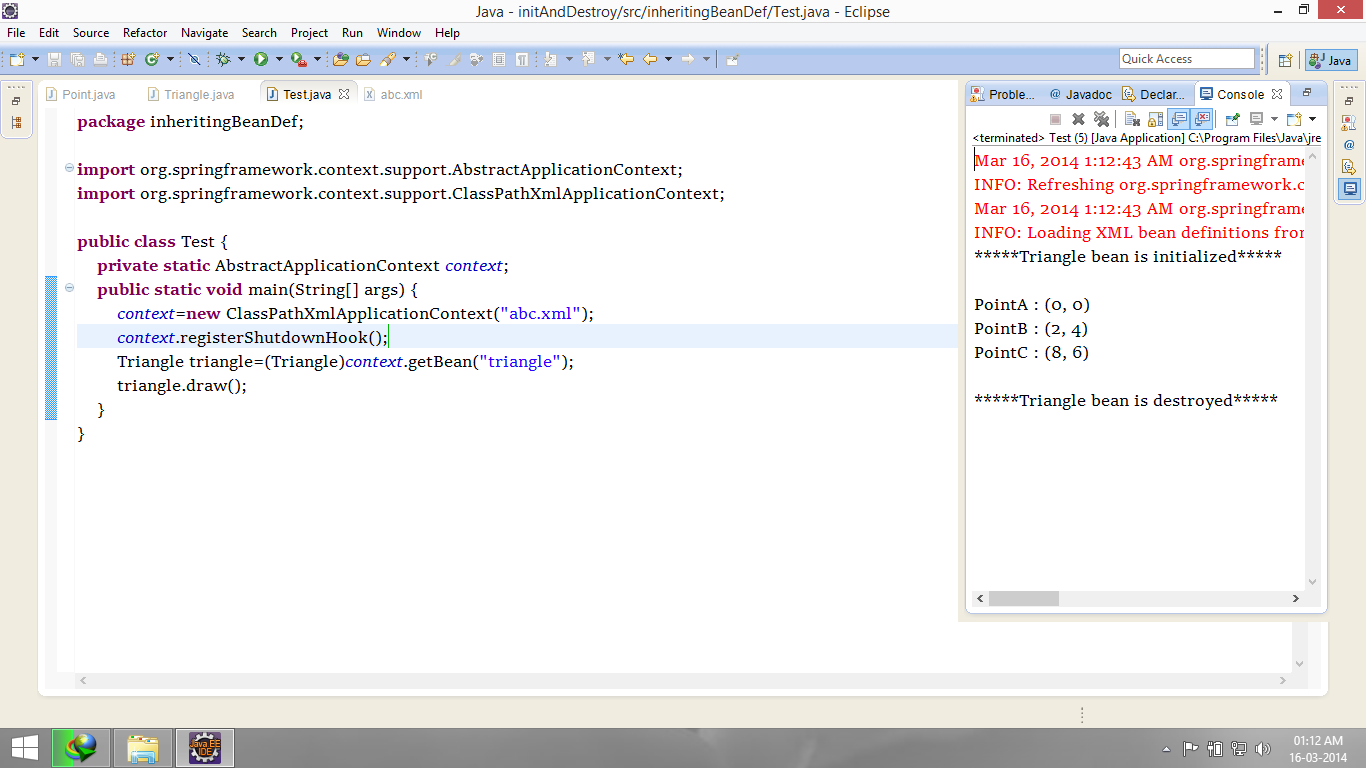 Java - initAndDestroy/src/inheritingBeanDef/Test.java - Eclipse
File Edit Source Refactor Navigate Search Project Run Window Help
Quick Access
Java
Point.java Triangle.java Test.java abc.xml
package inheritingBeanDef;
import org.springframework.context.support.AbstractApplicationContext;
import org.springframework.context.support.ClassPathXmlApplicationContext;
public class Test {
private static AbstractApplicationContext context;
public static void main(String[] args) {
context=new ClassPathXmlApplicationContext("abc.xml");
context.registerShutdownHook();
Triangle triangle=(Triangle)context.getBean("triangle");
triangle.draw();
}
}
Proble... @ Javadoc Declar... Console
<terminated> Test (5) [Java Application] C:\Program Files\Java\jre
Mar 16, 2014 1:12:43 AM org.springframe
INFO: Refreshing org.springframework.c
Mar 16, 2014 1:12:43 AM org.springframe
INFO: Loading XML bean definitions from
*****Triangle bean is initialized*****
PointA : (0, 0)
PointB : (2, 4)
PointC : (8, 6)
*****Triangle bean is destroyed*****
Java EE
IDE
01:12 AM
16-03-2014